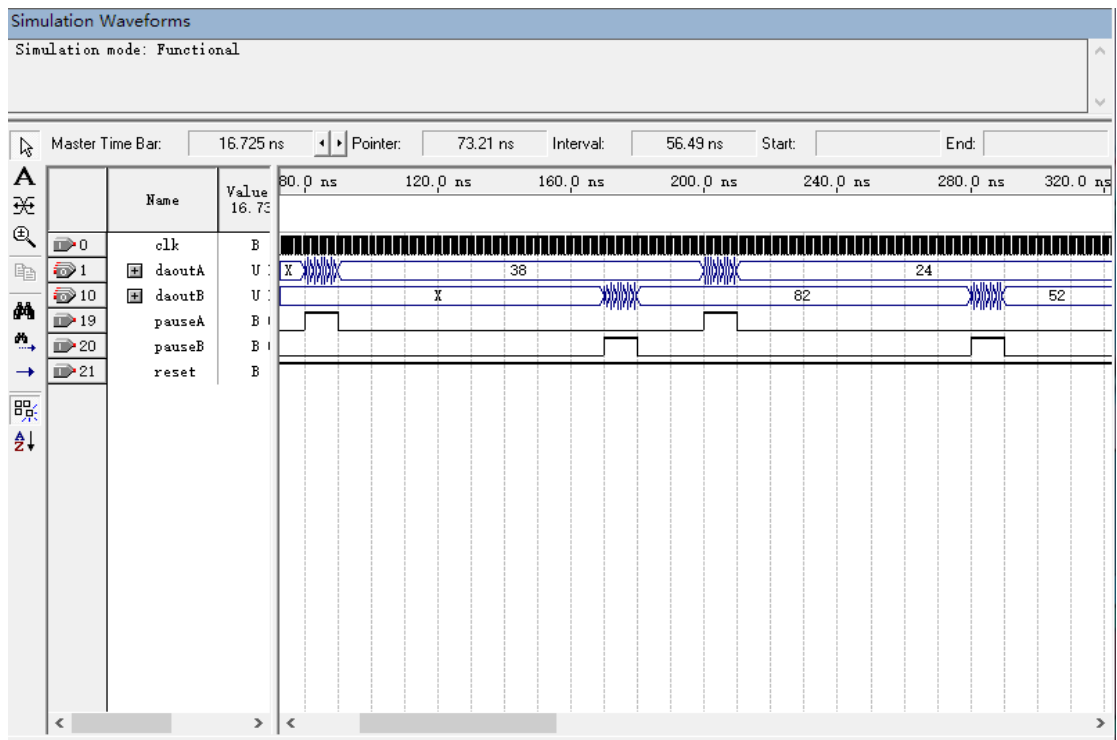 Simulation Waveforms
Simulation mode: Functional
Master Time Bar: 16.725 ns Pointer: 73.21 ns Interval: 56.49 ns Start: End:
Name Value 16.73 80.0 ns 120.0 ns 160.0 ns 200.0 ns 240.0 ns 280.0 ns 320.0 ns
0 clk B
1 daoutA U X 38 24
10 daoutB U X 82 52
19 pauseA B
20 pauseB B
21 reset B